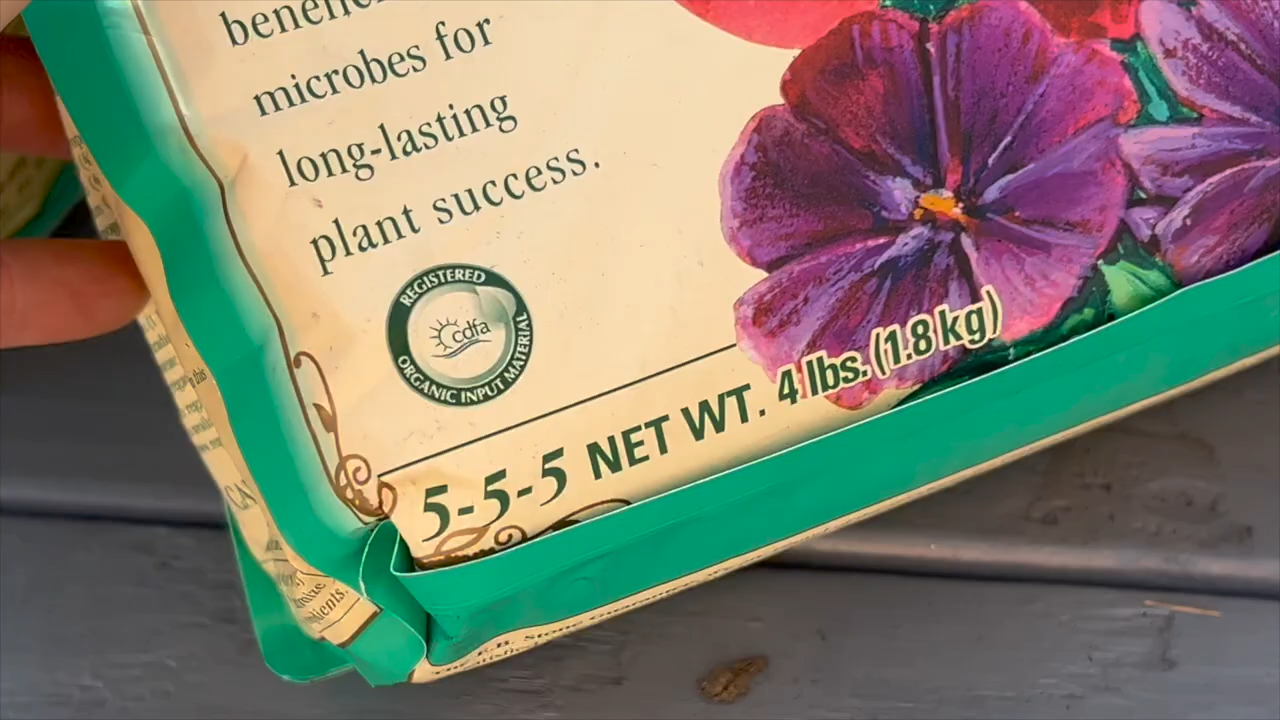 microbes for
long-lasting
plant success.
REGISTERED
cdfa
ORGANIC INPUT MATERIAL
5-5-5 NET WT. 4 lbs. (1.8 kg)
E.B. Stone